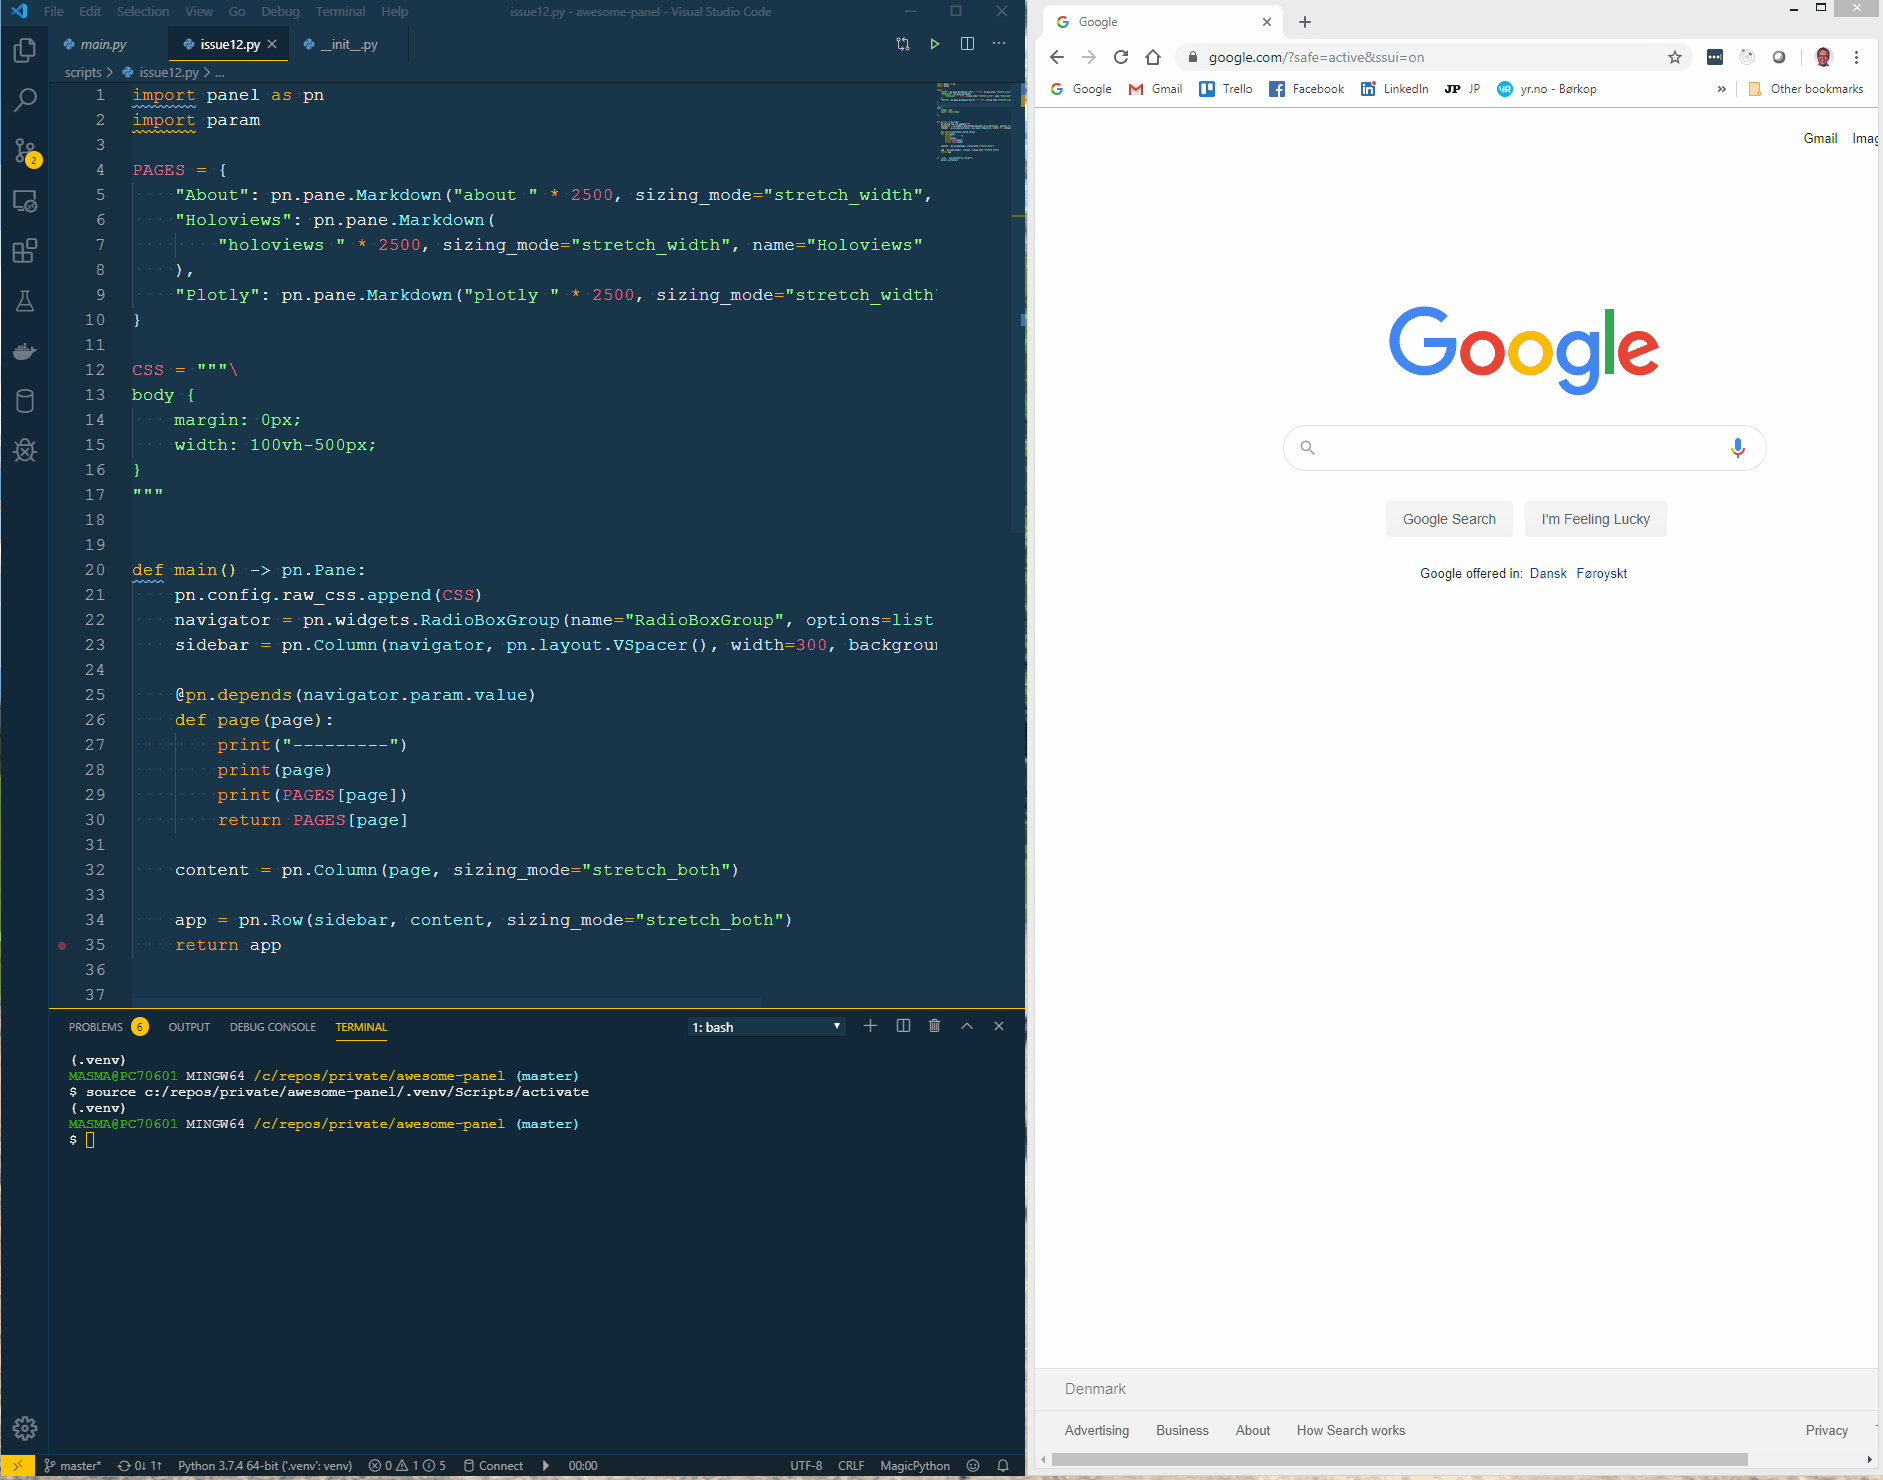 File Edit Selection View Go Debug Terminal Help issue12.py - awesome-panel - Visual Studio Code
main.py issue12.py __init__.py
scripts > issue12.py > ...
1 import panel as pn
2 import param
3
4 PAGES = {
5 "About": pn.pane.Markdown("about " * 2500, sizing_mode="stretch_width",
6 "Holoviews": pn.pane.Markdown(
7 "holoviews " * 2500, sizing_mode="stretch_width", name="Holoviews"
8 ),
9 "Plotly": pn.pane.Markdown("plotly " * 2500, sizing_mode="stretch_width"
10 }
11
12 CSS = """\
13 body {
14 margin: 0px;
15 width: 100vh-500px;
16 }
17 """
18
19
20 def main() -> pn.Pane:
21 pn.config.raw_css.append(CSS)
22 navigator = pn.widgets.RadioBoxGroup(name="RadioBoxGroup", options=list
23 sidebar = pn.Column(navigator, pn.layout.VSpacer(), width=300, backgroun
24
25 @pn.depends(navigator.param.value)
26 def page(page):
27 print("---------")
28 print(page)
29 print(PAGES[page])
30 return PAGES[page]
31
32 content = pn.Column(page, sizing_mode="stretch_both")
33
34 app = pn.Row(sidebar, content, sizing_mode="stretch_both")
35 return app
36
37
PROBLEMS 6 OUTPUT DEBUG CONSOLE TERMINAL 1: bash
(.venv)
MASMA@PC70601 MINGW64 /c/repos/private/awesome-panel (master)
$ source c:/repos/private/awesome-panel/.venv/Scripts/activate
(.venv)
MASMA@PC70601 MINGW64 /c/repos/private/awesome-panel (master)
$
2
master* 0↓ 1↑ Python 3.7.4 64-bit ('.venv': venv) 0 1 5 Connect 00:00 UTF-8 CRLF MagicPython
Google
google.com/?safe=active&ssui=on
Google Gmail Trello Facebook LinkedIn JP JP YR yr.no - Børkop » Other bookmarks
Gmail Imag
Google
Google Search I'm Feeling Lucky
Google offered in: Dansk Føroyskt
Denmark
Advertising Business About How Search works Privacy